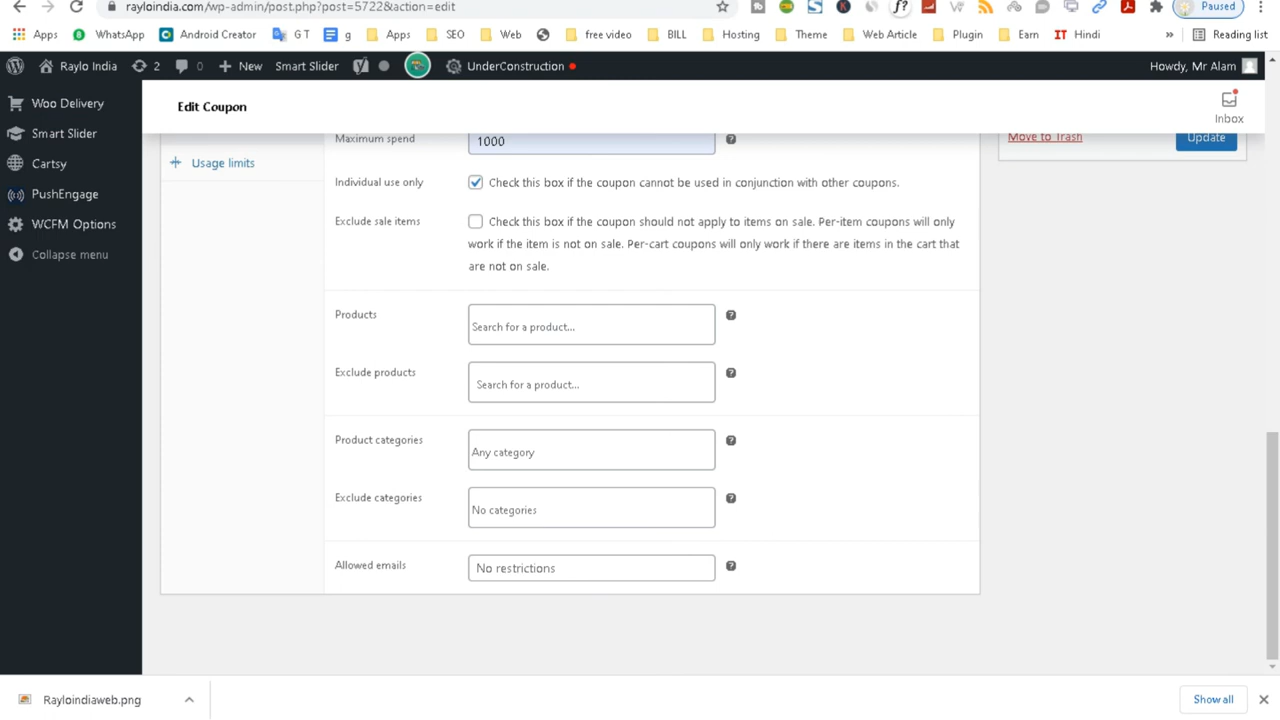 rayloindia.com/wp-admin/post.php?post=5722&action=edit
Paused
Apps WhatsApp Android Creator G T g Apps SEO Web free video BILL Hosting Theme Web Article Plugin Earn IT Hindi » Reading list
Raylo India 2 0 + New Smart Slider UnderConstruction Howdy, Mr Alam
Woo Delivery
Smart Slider
Cartsy
PushEngage
WCFM Options
Collapse menu
Edit Coupon
Inbox
Maximum spend 1000 ?
Move to Trash Update
+ Usage limits
Individual use only Check this box if the coupon cannot be used in conjunction with other coupons.
Exclude sale items Check this box if the coupon should not apply to items on sale. Per-item coupons will only
work if the item is not on sale. Per-cart coupons will only work if there are items in the cart that
are not on sale.
Products Search for a product... ?
Exclude products Search for a product... ?
Product categories Any category ?
Exclude categories No categories ?
Allowed emails No restrictions ?
Rayloindiaweb.png Show all